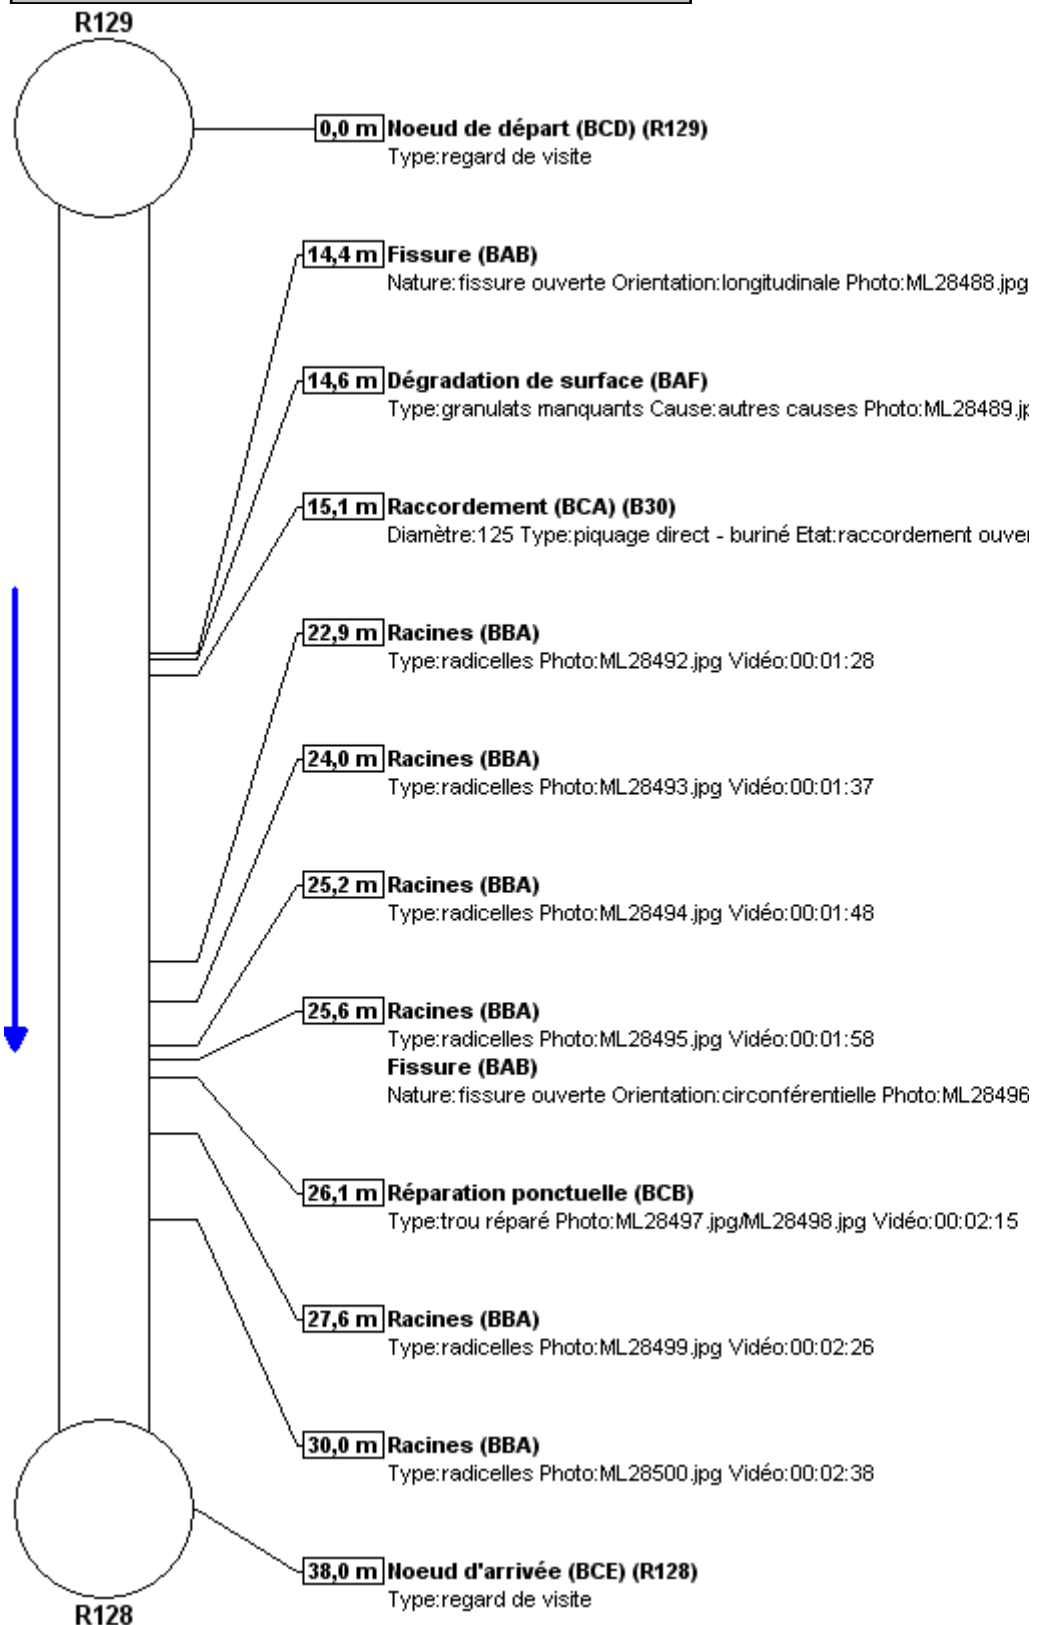 R129
0,0 m Noeud de départ (BCD) (R129)
Type:regard de visite
14,4 m Fissure (BAB)
Nature:fissure ouverte Orientation:longitudinale Photo:ML28488.jpg
14,6 m Dégradation de surface (BAF)
Type:granulats manquants Cause:autres causes Photo:ML28489.jp
15,1 m Raccordement (BCA) (B30)
Diamètre:125 Type:piquage direct - buriné Etat:raccordement ouver
22,9 m Racines (BBA)
Type:radicelles Photo:ML28492.jpg Vidéo:00:01:28
24,0 m Racines (BBA)
Type:radicelles Photo:ML28493.jpg Vidéo:00:01:37
25,2 m Racines (BBA)
Type:radicelles Photo:ML28494.jpg Vidéo:00:01:48
25,6 m Racines (BBA)
Type:radicelles Photo:ML28495.jpg Vidéo:00:01:58
Fissure (BAB)
Nature:fissure ouverte Orientation:circonférentielle Photo:ML28496
26,1 m Réparation ponctuelle (BCB)
Type:trou réparé Photo:ML28497.jpg/ML28498.jpg Vidéo:00:02:15
27,6 m Racines (BBA)
Type:radicelles Photo:ML28499.jpg Vidéo:00:02:26
30,0 m Racines (BBA)
Type:radicelles Photo:ML28500.jpg Vidéo:00:02:38
38,0 m Noeud d'arrivée (BCE) (R128)
Type:regard de visite
R128